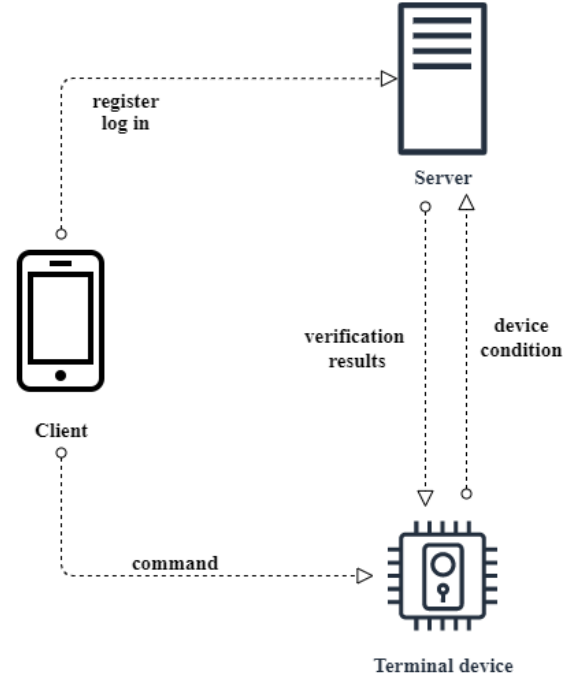 register
log in
Server
verification
results
device
condition
Client
command
Terminal device